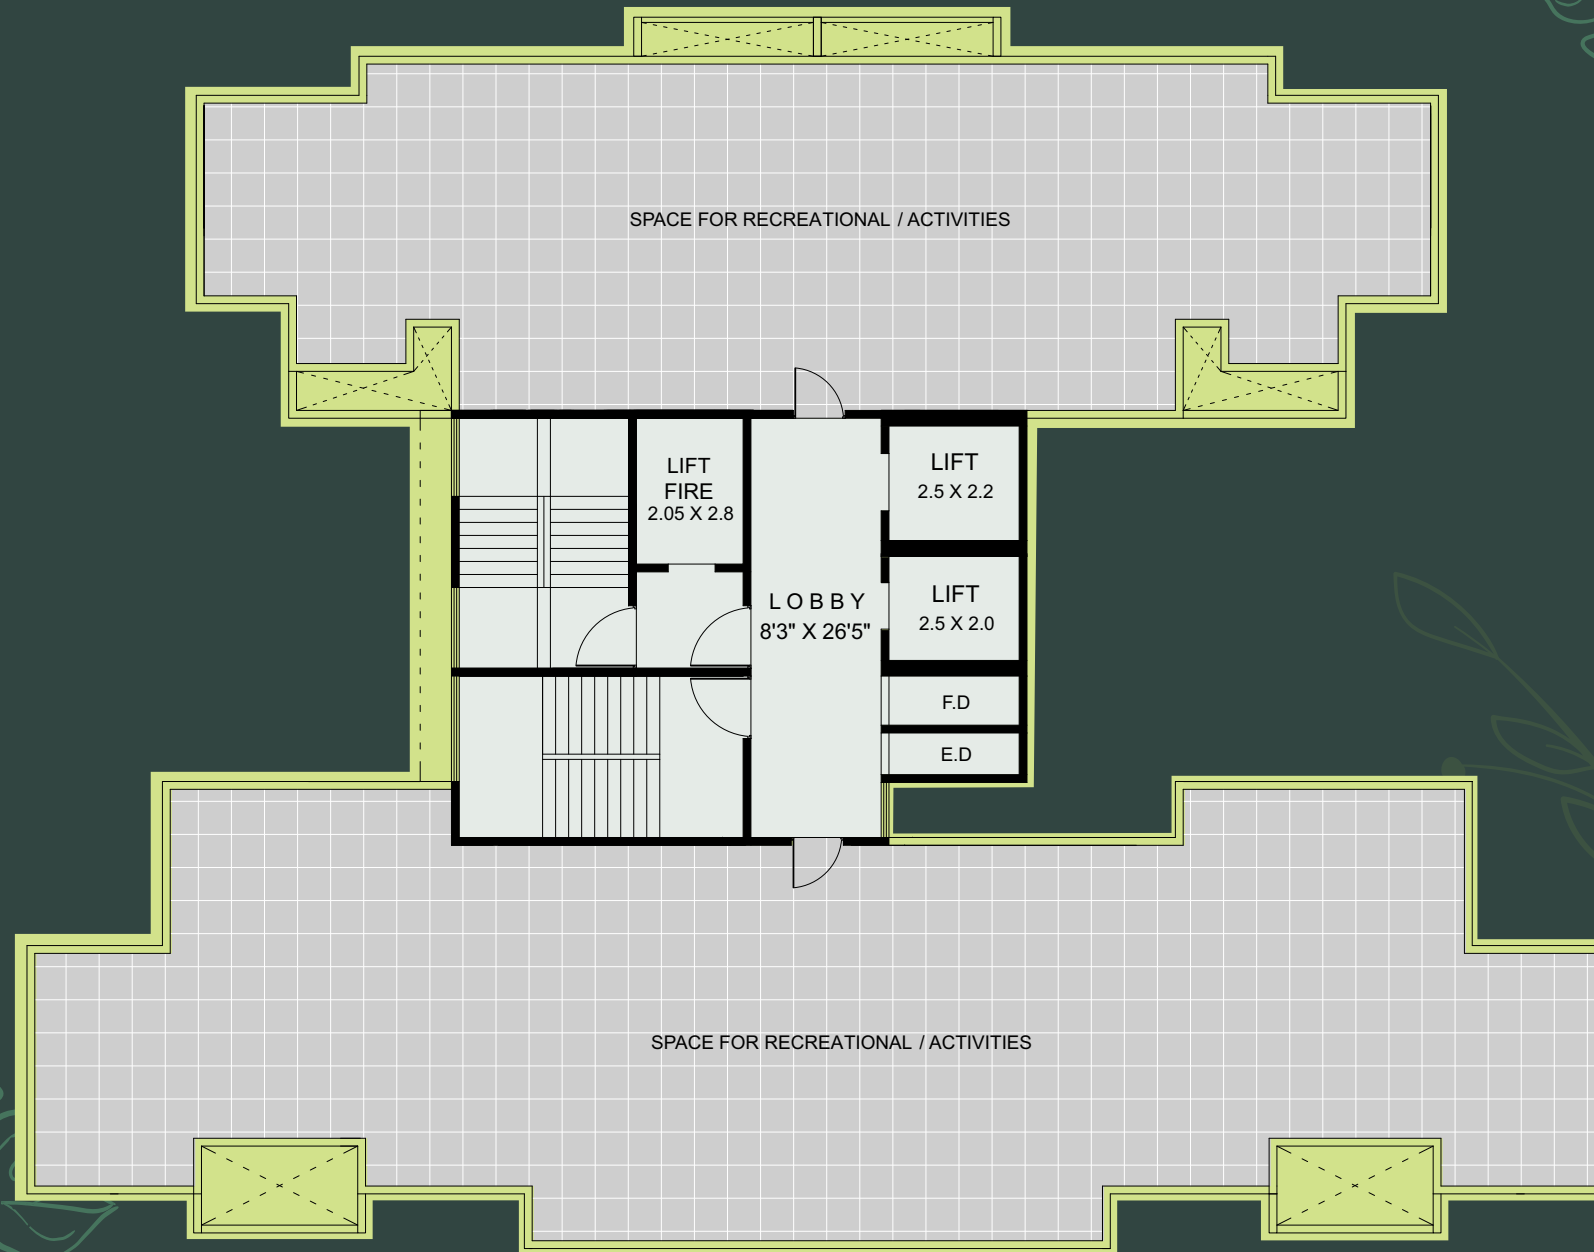 SPACE FOR RECREATIONAL / ACTIVITIES
LIFT
FIRE
2.05 X 2.8
LIFT
2.5 X 2.2
LOBBY
8'3" X 26'5"
LIFT
2.5 X 2.0
F.D
E.D
SPACE FOR RECREATIONAL / ACTIVITIES